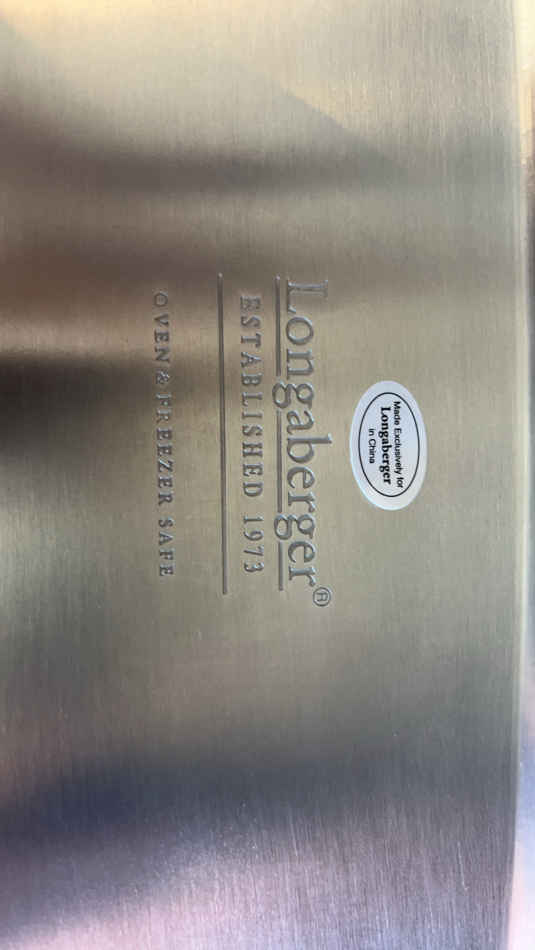 Made Exclusively for
Longaberger
in China
Longaberger®
ESTABLISHED 1973
OVEN & FREEZER SAFE